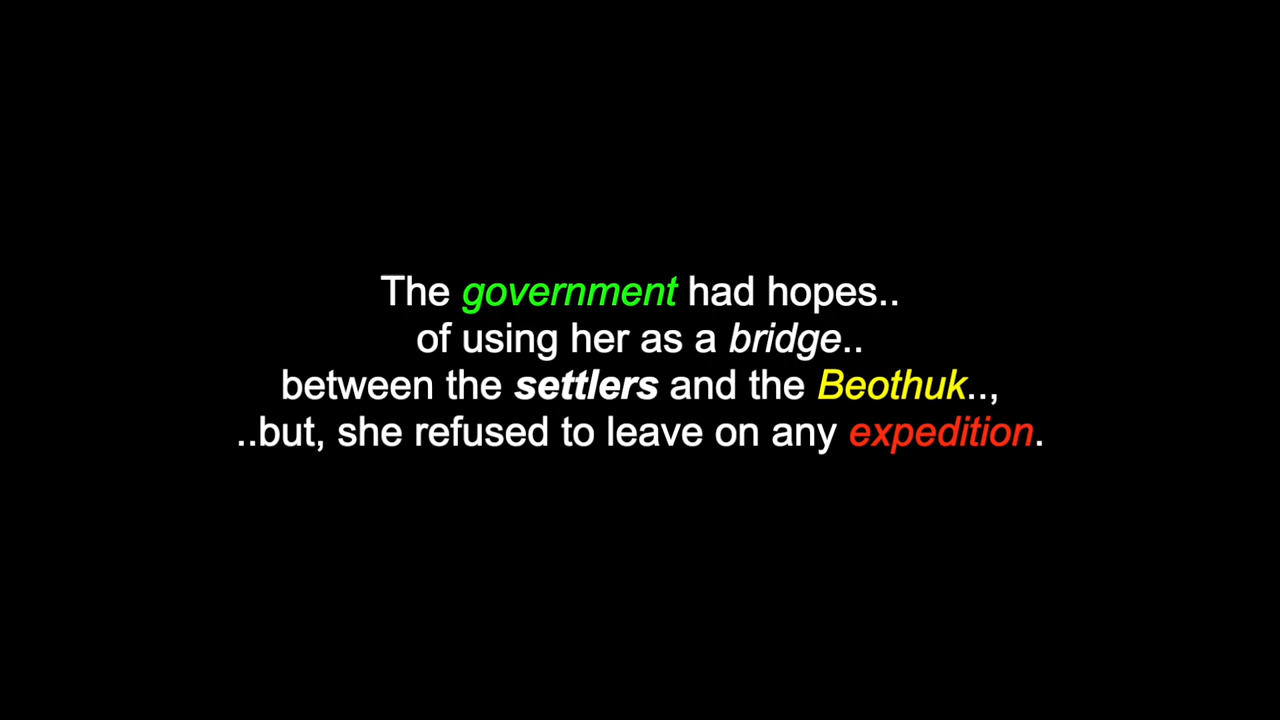 The government had hopes..
of using her as a bridge..
between the settlers and the Beothuk..,
..but, she refused to leave on any expedition.